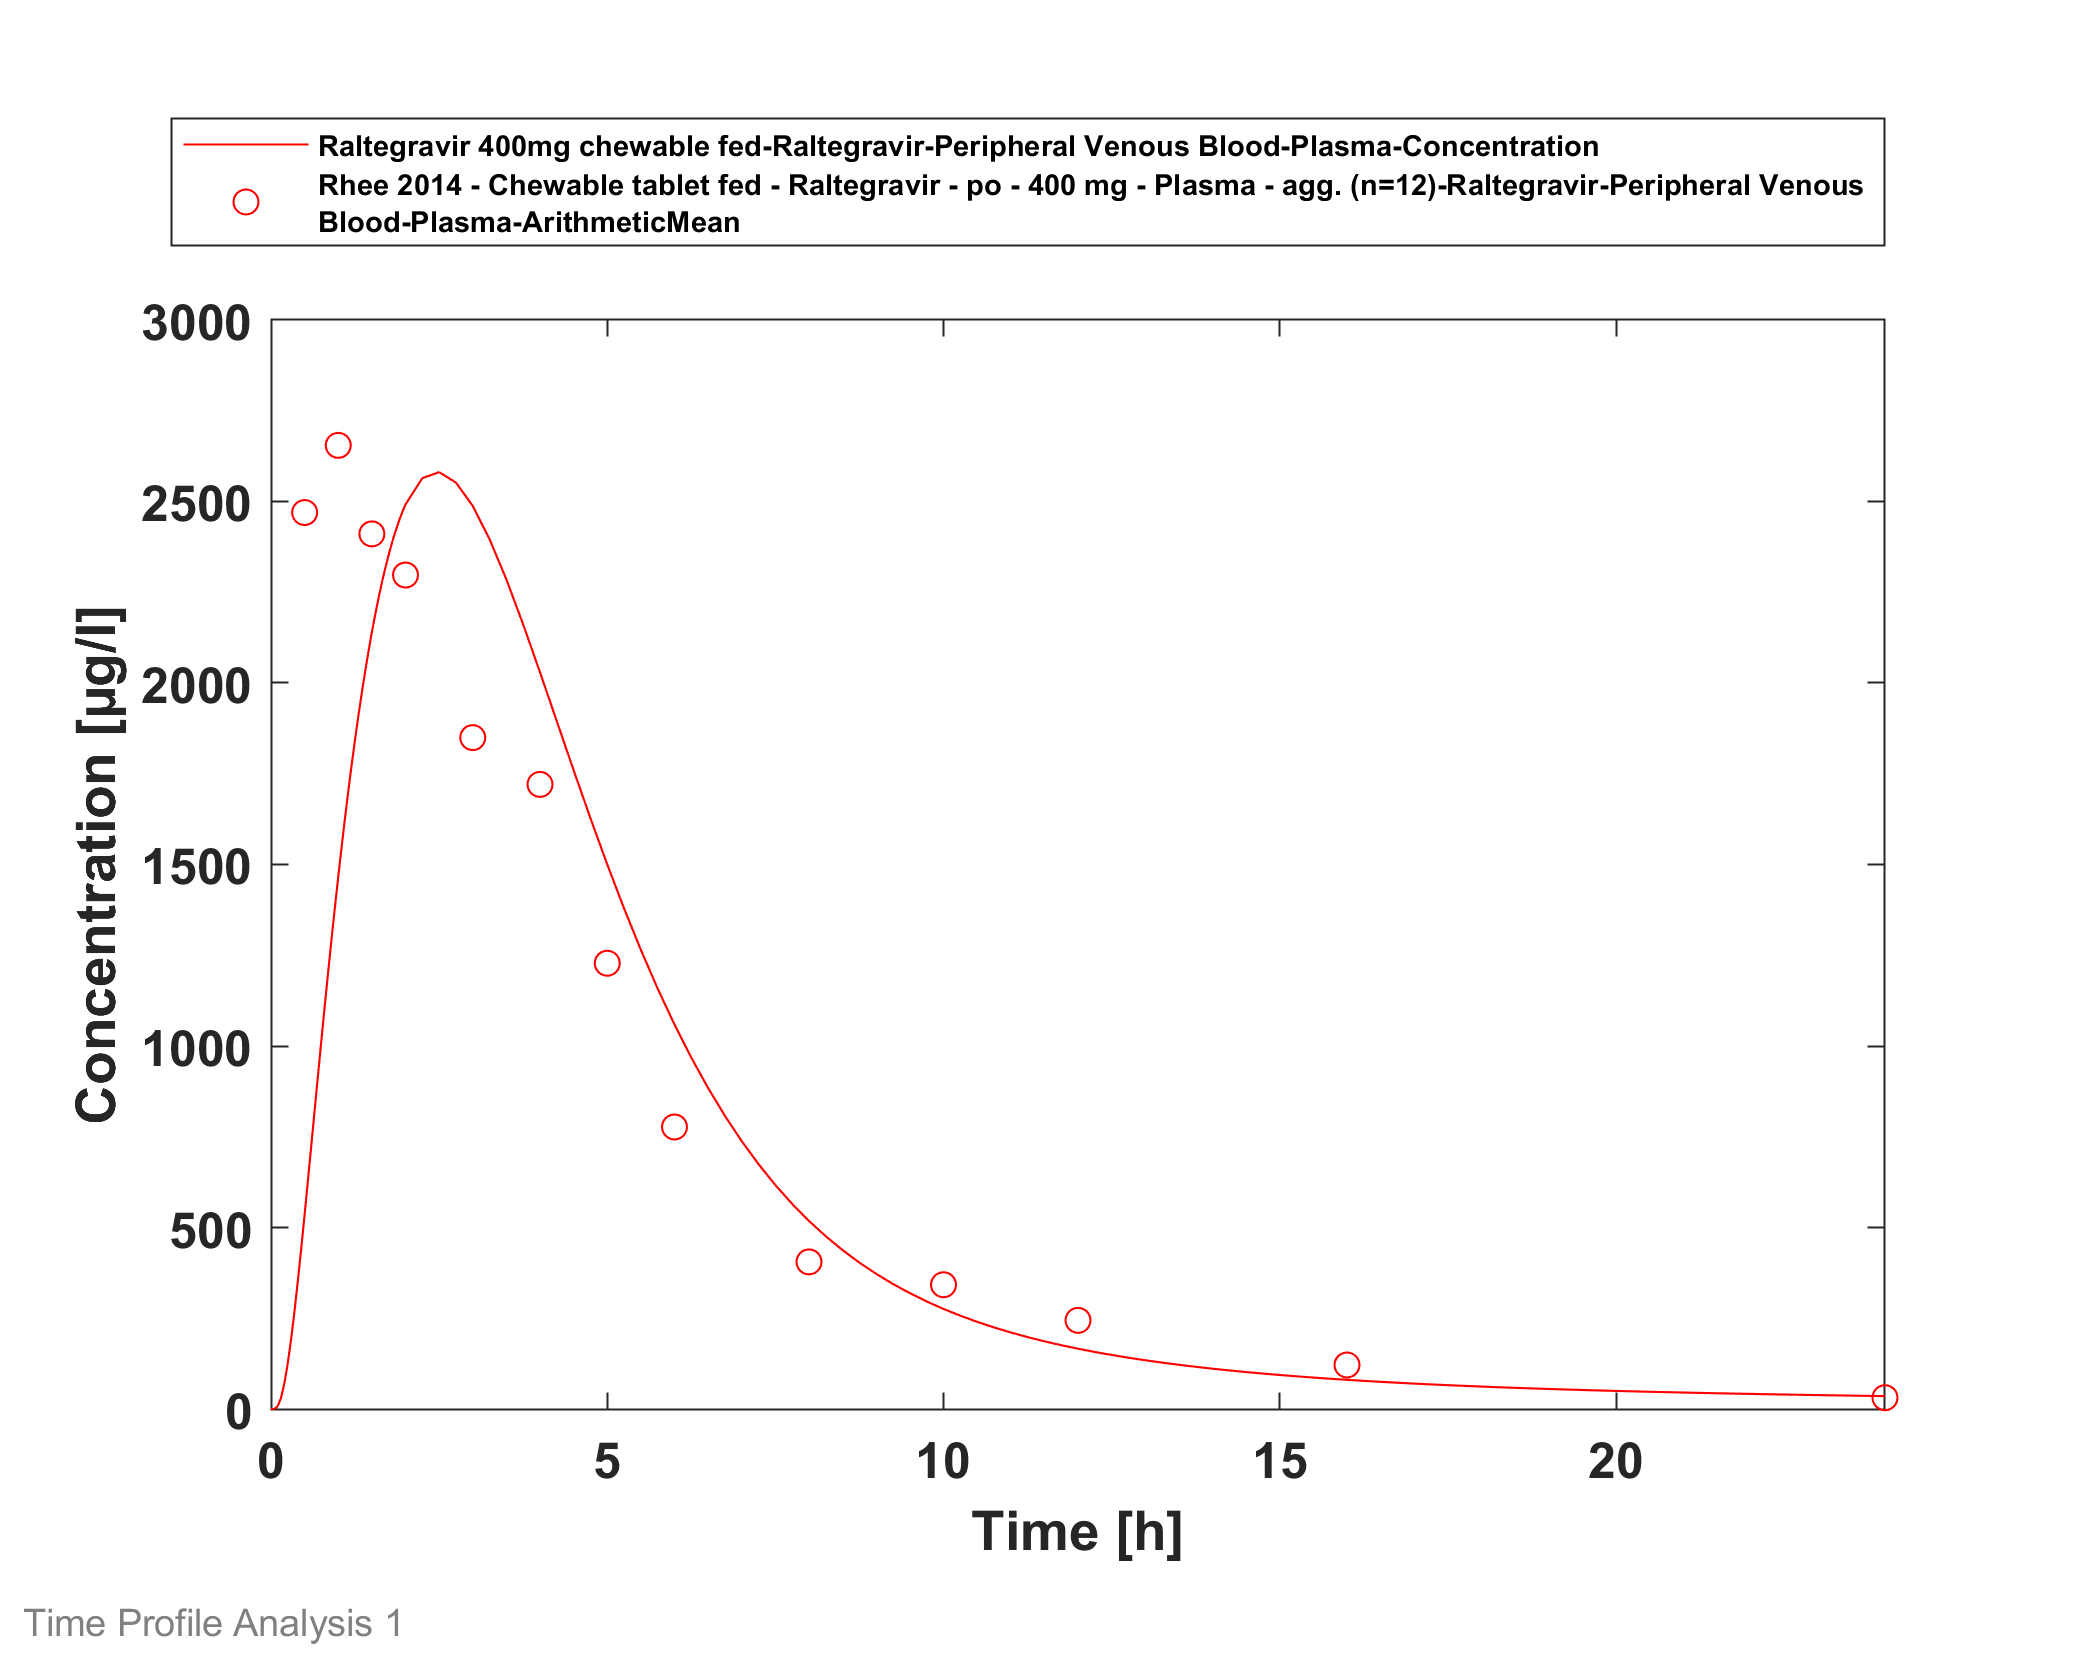 Raltegravir 400mg chewable fed-Raltegravir-Peripheral Venous Blood-Plasma-Concentration
Rhee 2014 - Chewable tablet fed - Raltegravir - po - 400 mg - Plasma - agg. (n=12)-Raltegravir-Peripheral Venous
Blood-Plasma-ArithmeticMean
3000
2500
2000
1500
1000
500
0
Concentration [µg/l]
0 5 10 15 20
Time [h]
Time Profile Analysis 1